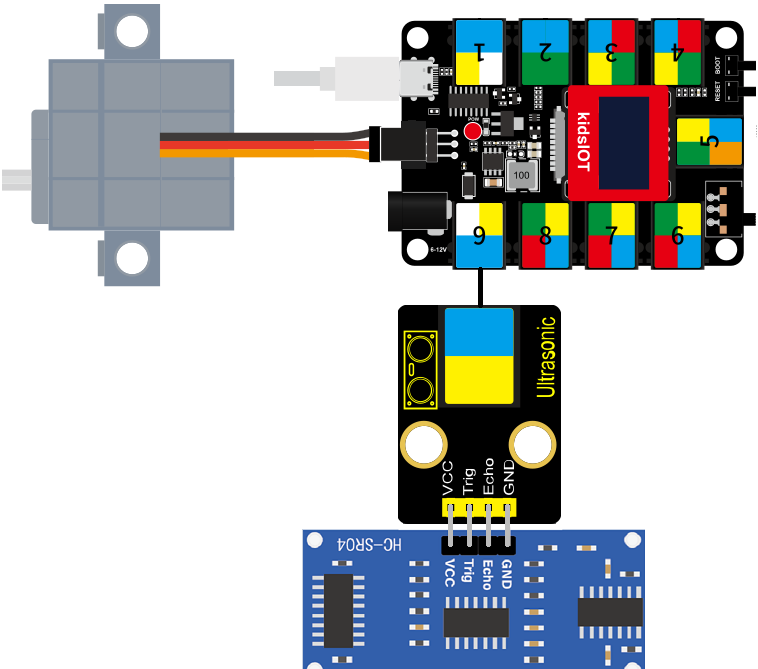 1
2
3
4
BOOT
RESET
5
POW
kidsIOT
100
6-12V
9
8
7
6
Ultrasonic
VCC
Trig
Echo
GND
HC-SR04
VCC
Trig
Echo
GND